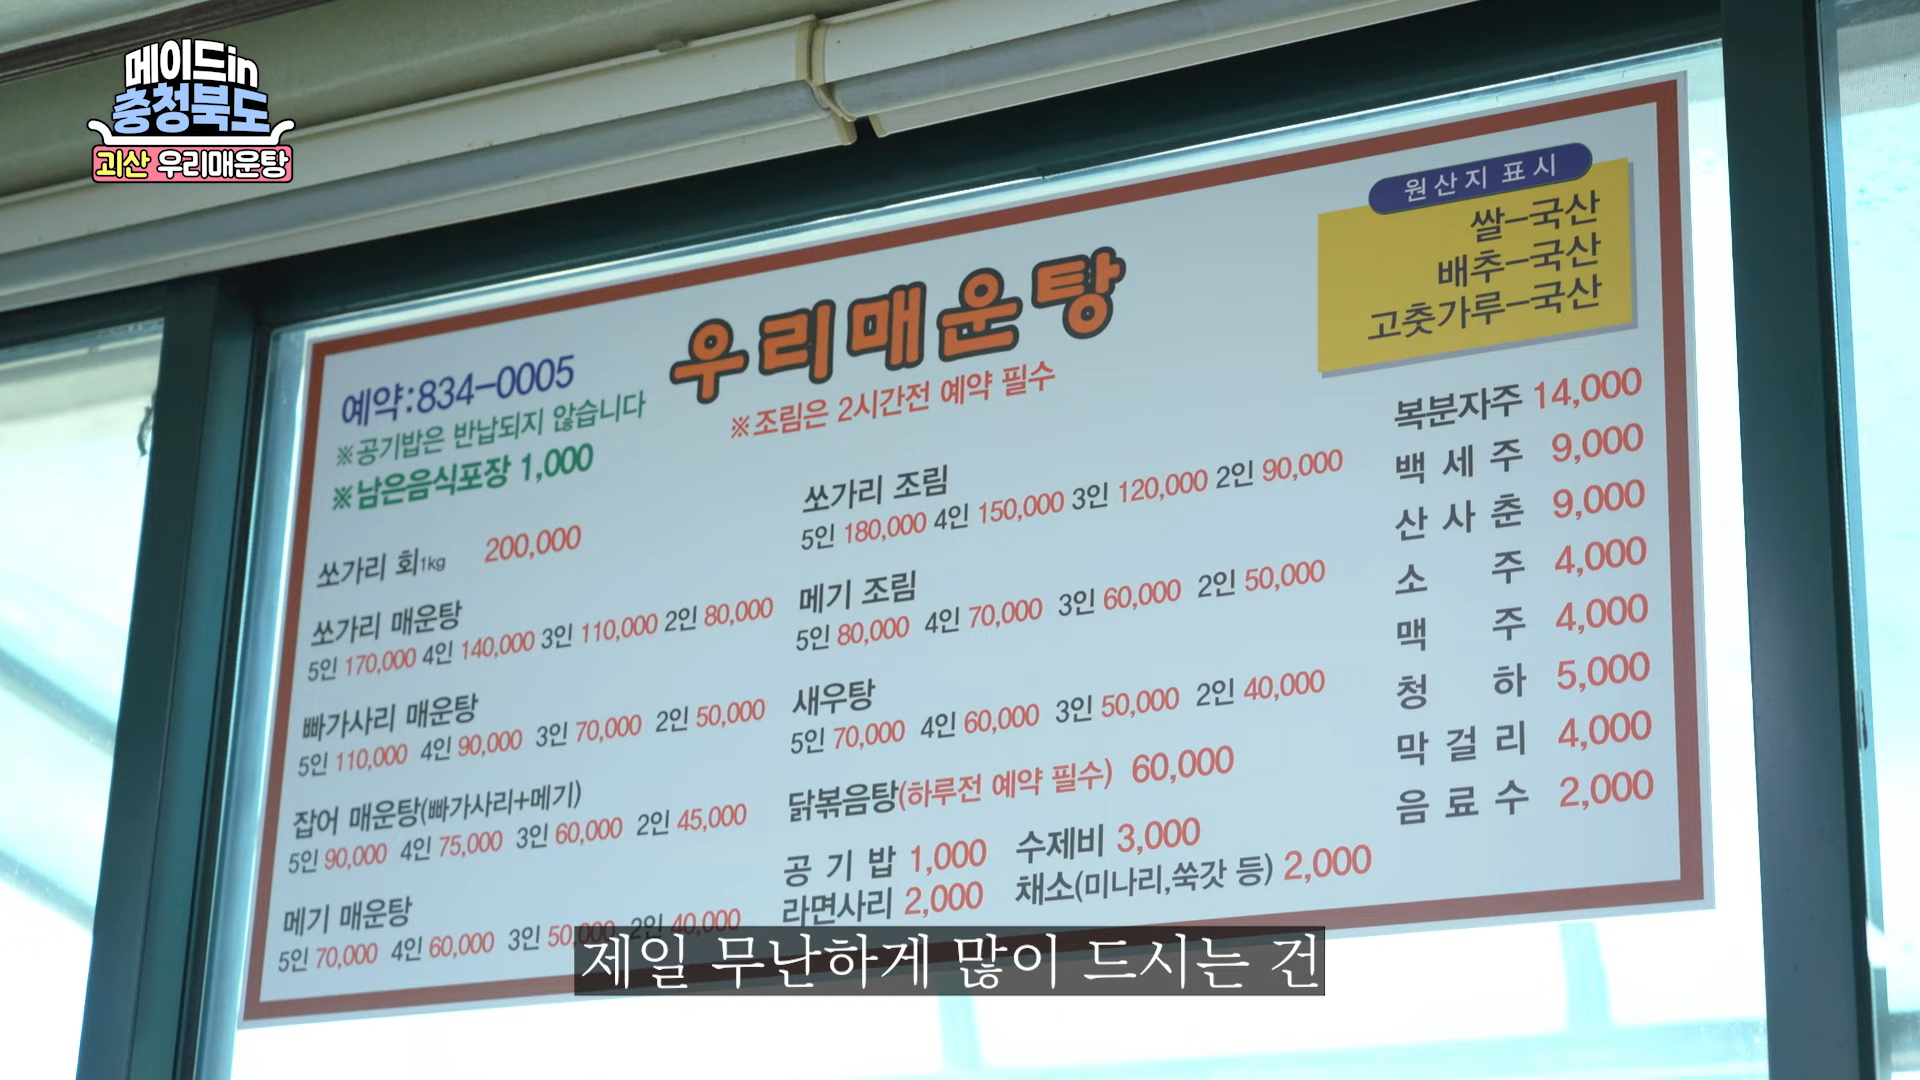 메이드in
충청북도
괴산 우리매운탕
원산지 표시
쌀-국산
배추-국산
고춧가루-국산
우리매운탕
예약:834-0005
※공기밥은 반납되지 않습니다
※남은음식포장 1,000
※조림은 2시간전 예약 필수
쏘가리 회1kg 200,000
쏘가리 매운탕
5인 170,000 4인 140,000 3인 110,000 2인 80,000
빠가사리 매운탕
5인 110,000 4인 90,000 3인 70,000 2인 50,000
잡어 매운탕(빠가사리+메기)
5인 90,000 4인 75,000 3인 60,000 2인 45,000
메기 매운탕
5인 70,000 4인 60,000 3인 50,000 2인 40,000
쏘가리 조림
5인 180,000 4인 150,000 3인 120,000 2인 90,000
메기 조림
5인 80,000 4인 70,000 3인 60,000 2인 50,000
새우탕
5인 70,000 4인 60,000 3인 50,000 2인 40,000
닭볶음탕(하루전 예약 필수) 60,000
공기밥 1,000 수제비 3,000
라면사리 2,000 채소(미나리,쑥갓 등) 2,000
복분자주 14,000
백세주 9,000
산사춘 9,000
소주 4,000
맥주 4,000
청하 5,000
막걸리 4,000
음료수 2,000
제일 무난하게 많이 드시는 건